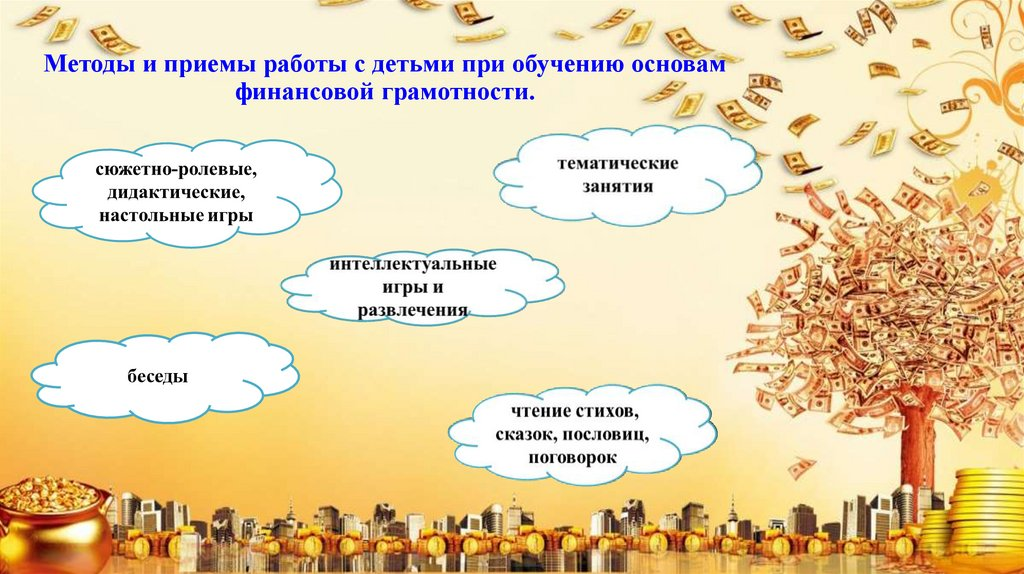 Методы и приемы работы с детьми при обучению основам
финансовой грамотности.
сюжетно-ролевые,
дидактические,
настольные игры
тематические
занятия
интеллектуальные
игры и
развлечения
беседы
чтение стихов,
сказок, пословиц,
поговорок